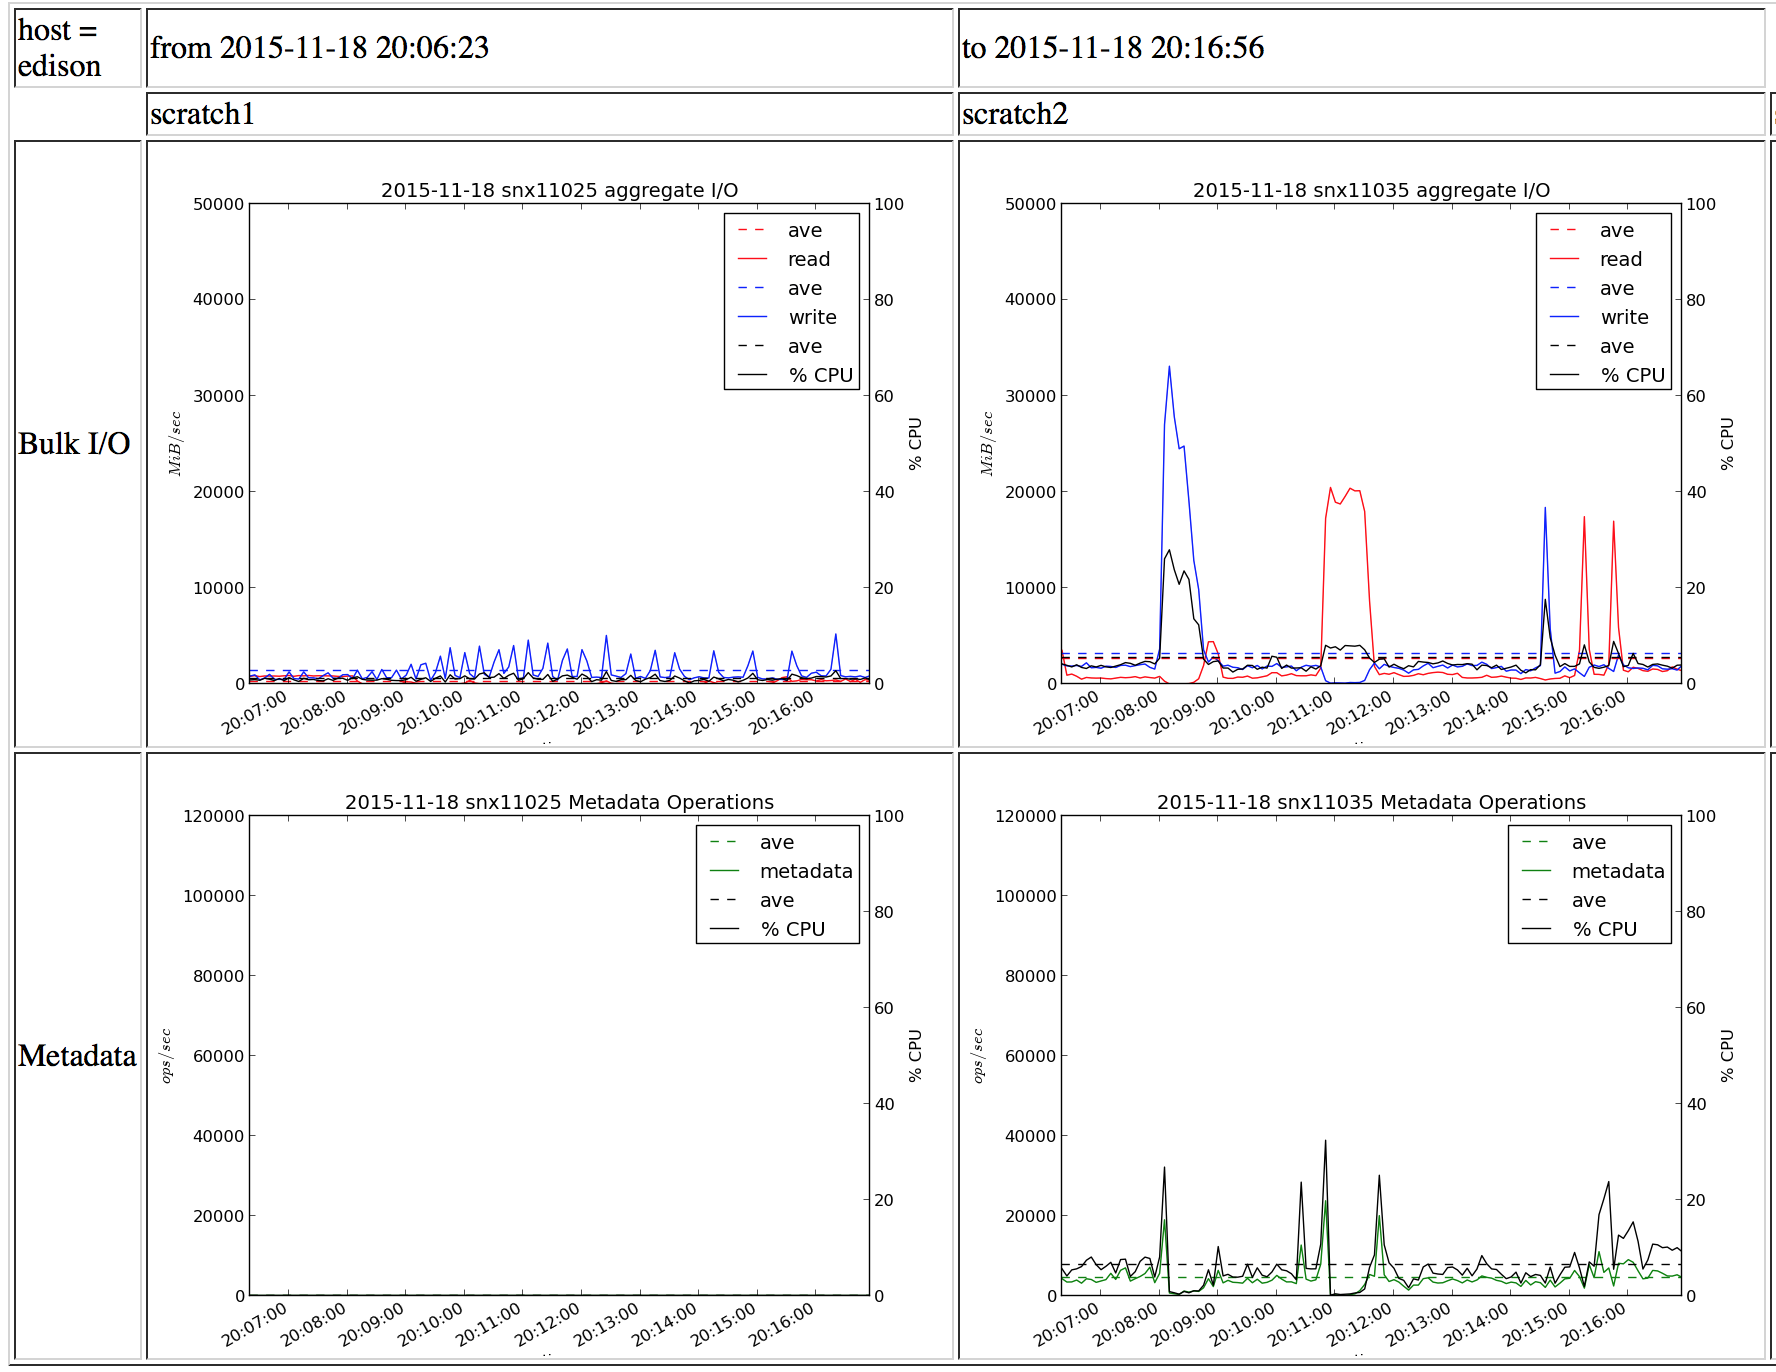 host =
edison
from 2015-11-18 20:06:23
to 2015-11-18 20:16:56
scratch1
scratch2
Bulk I/O
2015-11-18 snx11025 aggregate I/O
50000
40000
30000
20000
10000
0
MiB/sec
100
80
60
40
20
0
% CPU
ave
read
ave
write
ave
% CPU
20:07:00
20:08:00
20:09:00
20:10:00
20:11:00
20:12:00
20:13:00
20:14:00
20:15:00
20:16:00
2015-11-18 snx11035 aggregate I/O
50000
40000
30000
20000
10000
0
MiB/sec
100
80
60
40
20
0
% CPU
ave
read
ave
write
ave
% CPU
20:07:00
20:08:00
20:09:00
20:10:00
20:11:00
20:12:00
20:13:00
20:14:00
20:15:00
20:16:00
Metadata
2015-11-18 snx11025 Metadata Operations
120000
100000
80000
60000
40000
20000
0
ops/sec
100
80
60
40
20
0
% CPU
ave
metadata
ave
% CPU
20:07:00
20:08:00
20:09:00
20:10:00
20:11:00
20:12:00
20:13:00
20:14:00
20:15:00
20:16:00
2015-11-18 snx11035 Metadata Operations
120000
100000
80000
60000
40000
20000
0
ops/sec
100
80
60
40
20
0
% CPU
ave
metadata
ave
% CPU
20:07:00
20:08:00
20:09:00
20:10:00
20:11:00
20:12:00
20:13:00
20:14:00
20:15:00
20:16:00